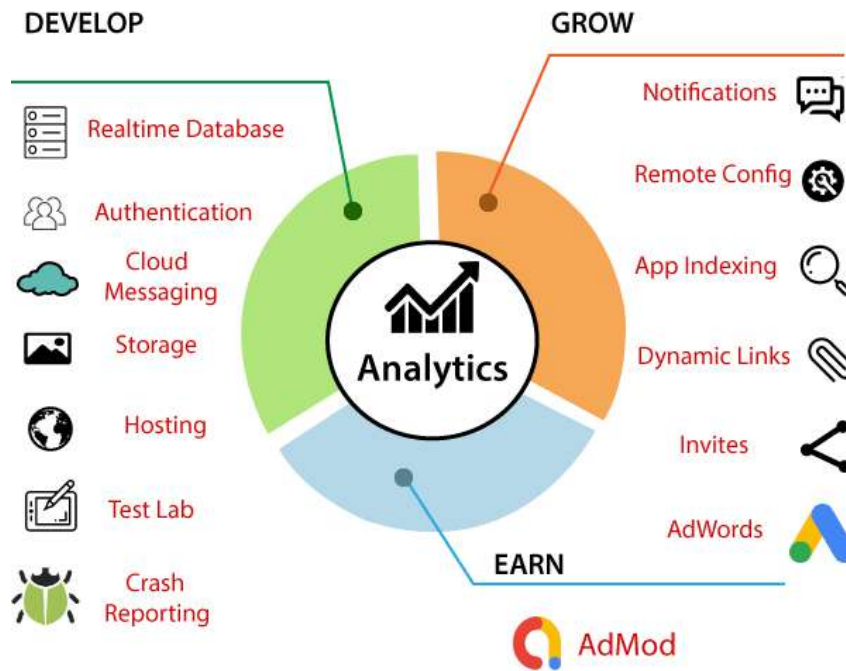 DEVELOP
Realtime Database
Authentication
Cloud
Messaging
Storage
Hosting
Test Lab
Crash
Reporting
Analytics
GROW
Notifications
Remote Config
App Indexing
Dynamic Links
Invites
AdWords
EARN
AdMod